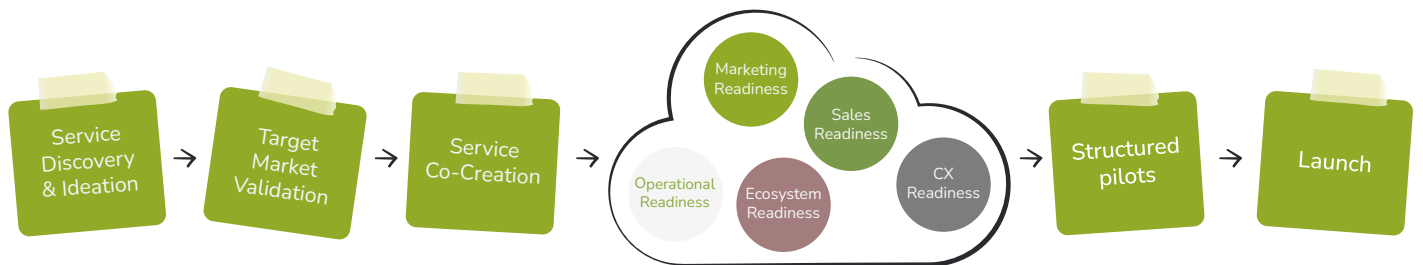 Service
Discovery
& Ideation
Target
Market
Validation
Service
Co-Creation
Marketing
Readiness
Sales
Readiness
Operational
Readiness
Ecosystem
Readiness
CX
Readiness
Structured
pilots
Launch